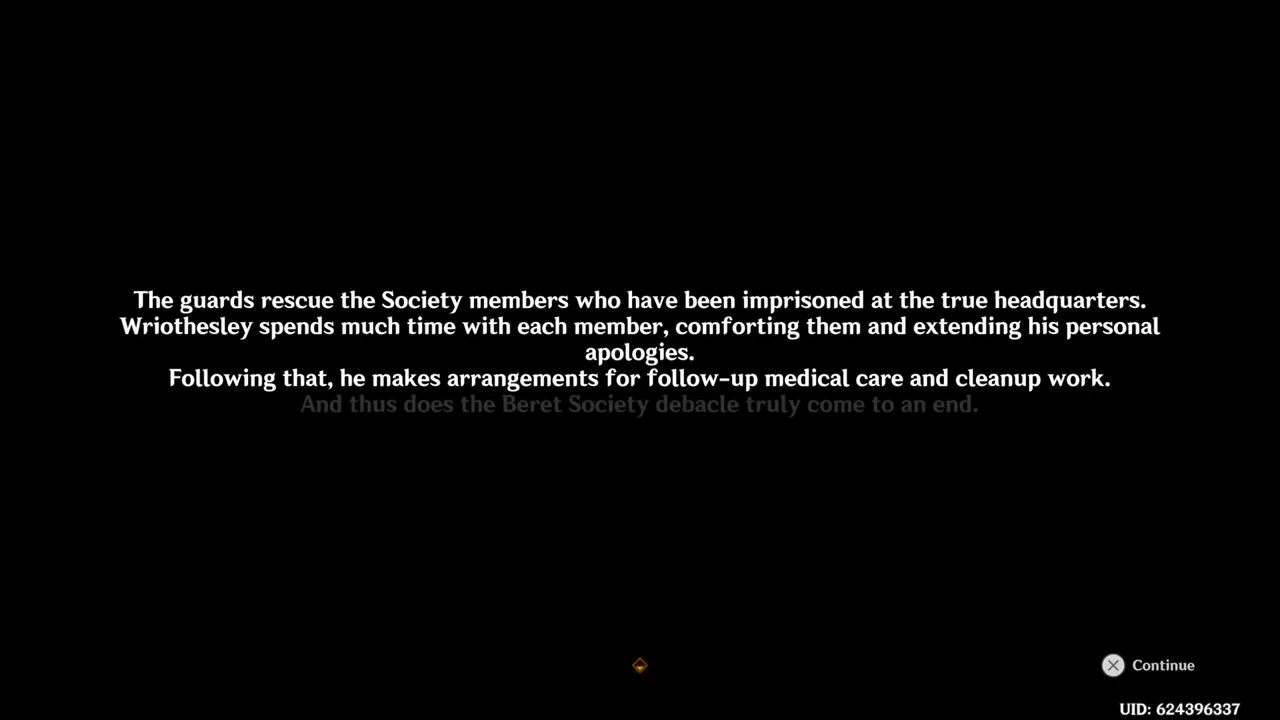 The guards rescue the Society members who have been imprisoned at the true headquarters.
Wriothesley spends much time with each member, comforting them and extending his personal
apologies.
Following that, he makes arrangements for follow-up medical care and cleanup work.
And thus does the Beret Society debacle truly come to an end.
Continue
UID: 624396337